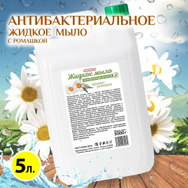 АНТИБАКТЕРИАЛЬНОЕ
ЖИДКОЕ МЫЛО
С РОМАШКОЙ
Жидкое мыло
5л.